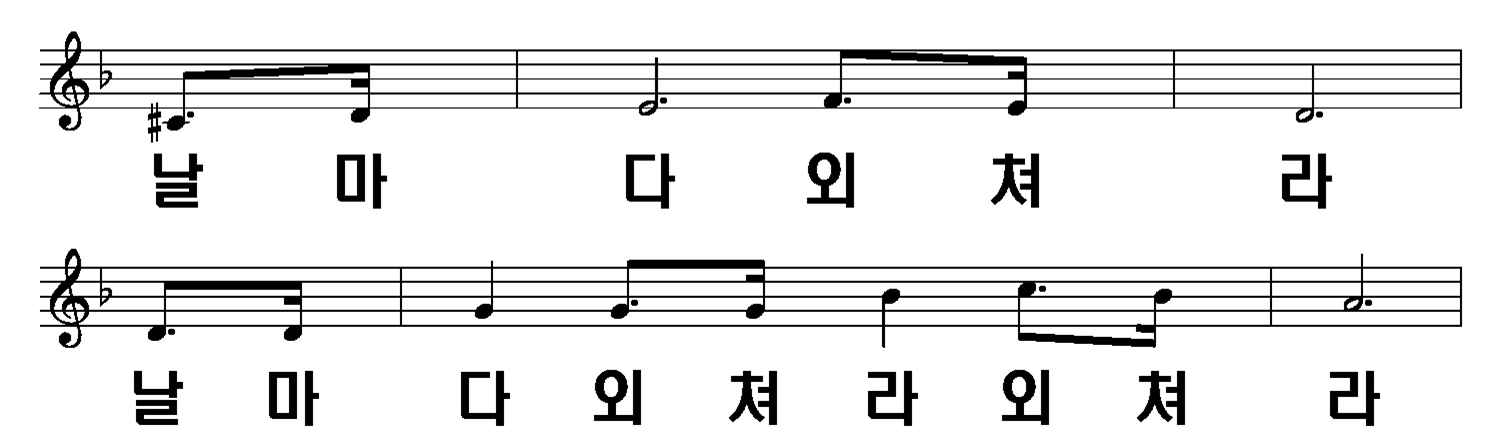 날 마 다 외 쳐 라
날 마 다 외 쳐 라 외 쳐 라